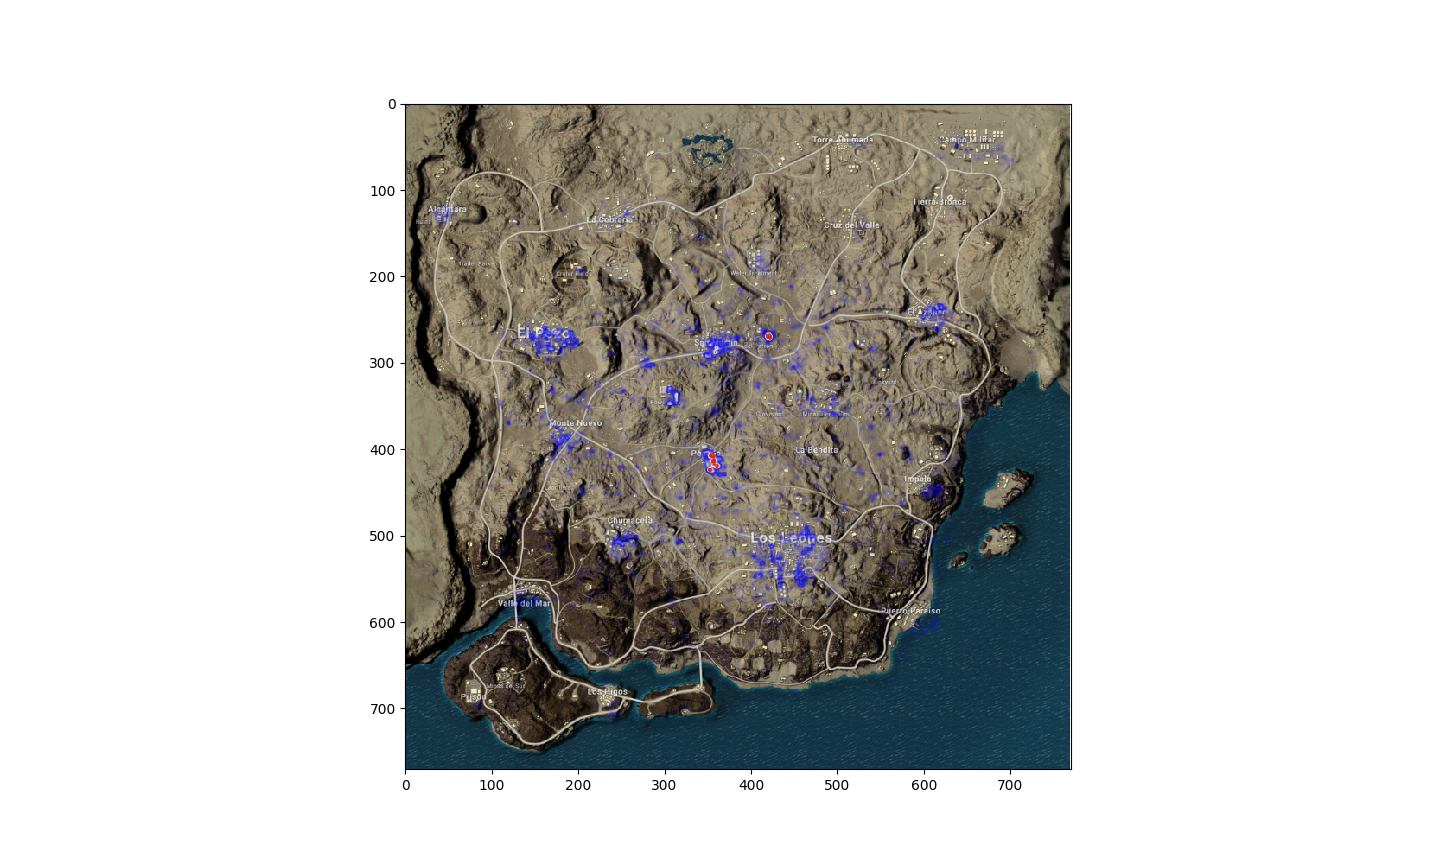 0
100
200
300
400
500
600
700
Torre Ahumada
Campo Militar
Alcantara
La Cobreria
Tierra Bronca
Cruz del Valle
Crater Fields
Water Treatment
El Pozo
San Martin
El Azahar
Monte Nuevo
Pecado
La Bendita
Impala
Chumacera
Los Leones
Valle del Mar
Puerto Paraiso
Prison
Los Higos
0
100
200
300
400
500
600
700